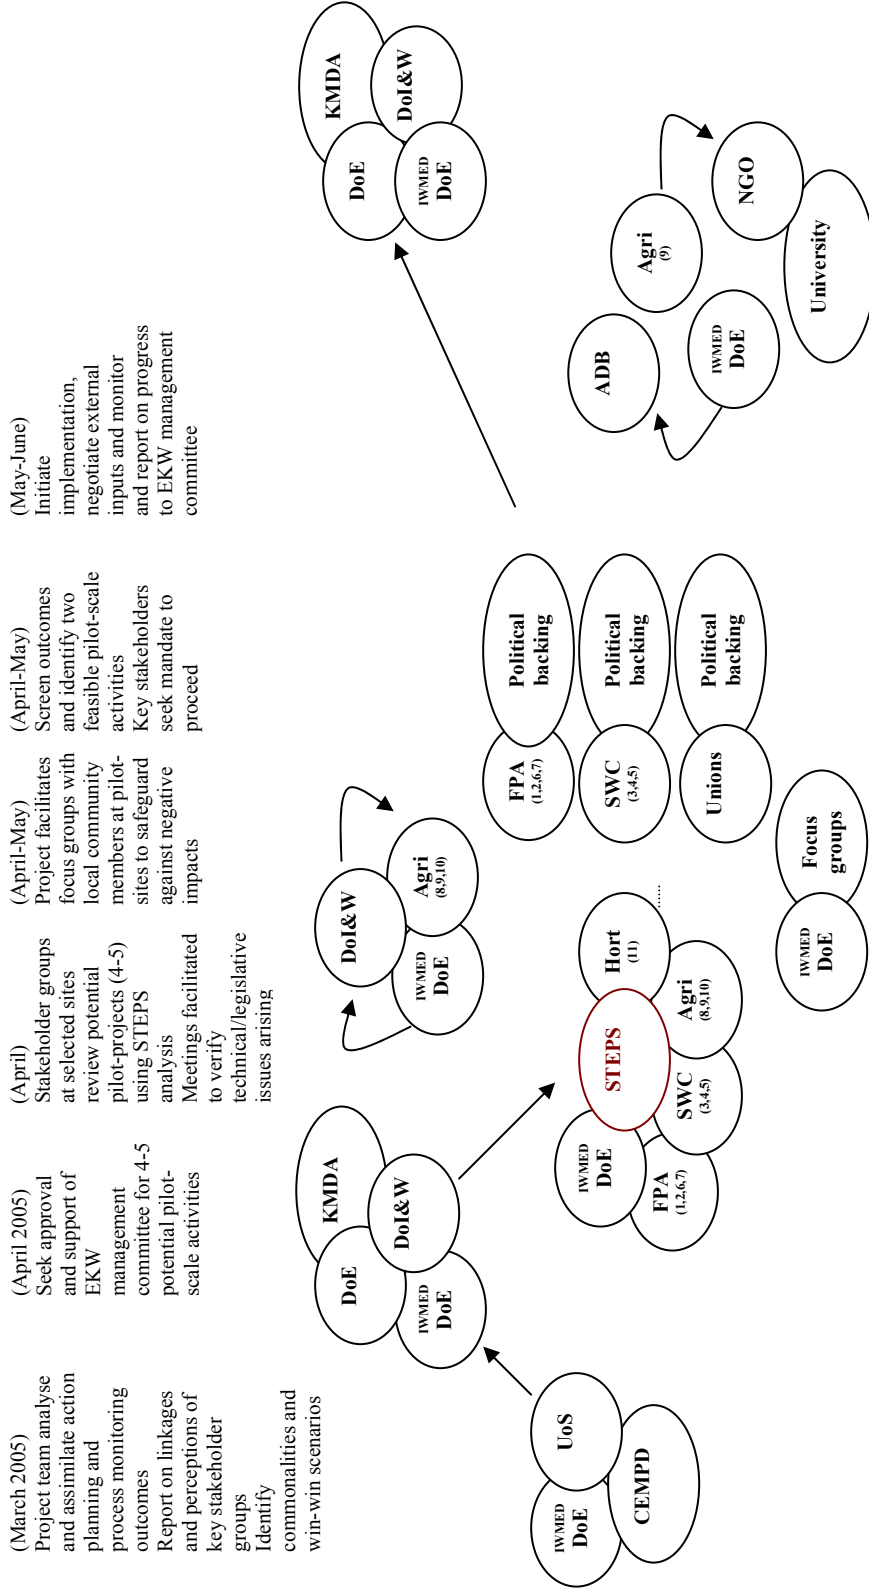 (March 2005)
Project team analyse
and assimilate action
planning and
process monitoring
outcomes
Report on linkages
and perceptions of
key stakeholder
groups
Identify
commonalities and
win-win scenarios
(April 2005)
Seek approval
and support of
EKW
management
committee for 4-5
potential pilot-
scale activities
(April)
Stakeholder groups
at selected sites
review potential
pilot-projects (4-5)
using STEPS
analysis
Meetings facilitated
to verify
technical/legislative
issues arising
(April-May)
Project facilitates
focus groups with
local community
members at pilot-
sites to safeguard
against negative
impacts
(April-May)
Screen outcomes
and identify two
feasible pilot-scale
activities
Key stakeholders
seek mandate to
proceed
(May-June)
Initiate
implementation,
negotiate external
inputs and monitor
and report on progress
to EKW management
committee
IWMED
DoE
UoS
CEMPD
DoE
KMDA
IWMED
DoE
DoI&W
IWMED
DoE
STEPS
Hort
(11)
FPA
(1,2,6,7)
SWC
(3,4,5)
Agri
(8,9,10)
......
DoI&W
IWMED
DoE
Agri
(8,9,10)
FPA
(1,2,6,7)
Political
backing
SWC
(3,4,5)
Political
backing
Unions
Political
backing
IWMED
DoE
Focus
groups
DoE
KMDA
IWMED
DoE
DoI&W
ADB
Agri
(9)
IWMED
DoE
NGO
University